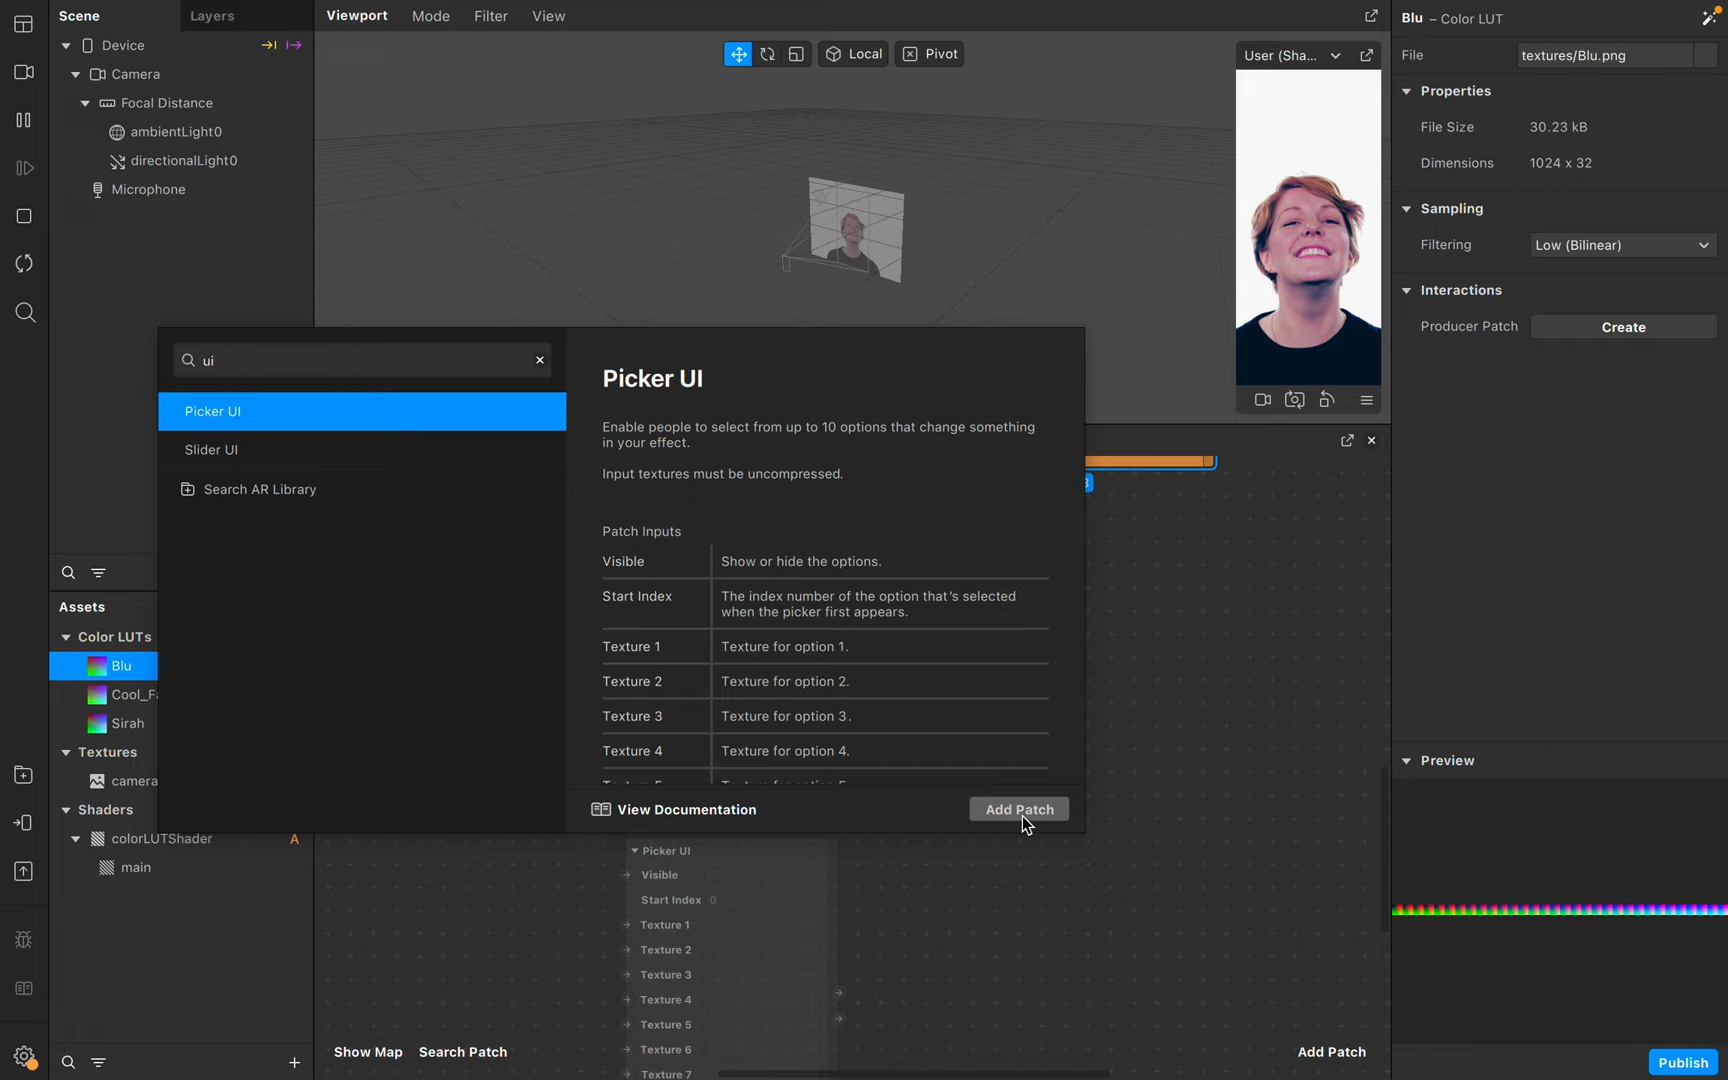 Scene
Layers
Viewport
Mode
Filter
View
Blu – Color LUT
Device
Camera
Focal Distance
ambientLight0
directionalLight0
Microphone
Local
Pivot
User (Sha...
File
textures/Blu.png
Properties
File Size
30.23 kB
Dimensions
1024 x 32
Sampling
Filtering
Low (Bilinear)
Interactions
Producer Patch
Create
ui
Picker UI
Slider UI
Search AR Library
Picker UI
Enable people to select from up to 10 options that change something
in your effect.
Input textures must be uncompressed.
Patch Inputs
Visible
Show or hide the options.
Start Index
The index number of the option that's selected
when the picker first appears.
Texture 1
Texture for option 1.
Texture 2
Texture for option 2.
Texture 3
Texture for option 3.
Texture 4
Texture for option 4.
View Documentation
Add Patch
Assets
Color LUTs
Blu
Cool_Fa
Sirah
Textures
camera
Shaders
colorLUTShader
A
main
Picker UI
Visible
Start Index 0
Texture 1
Texture 2
Texture 3
Texture 4
Texture 5
Texture 6
Texture 7
Show Map
Search Patch
Add Patch
Preview
Publish